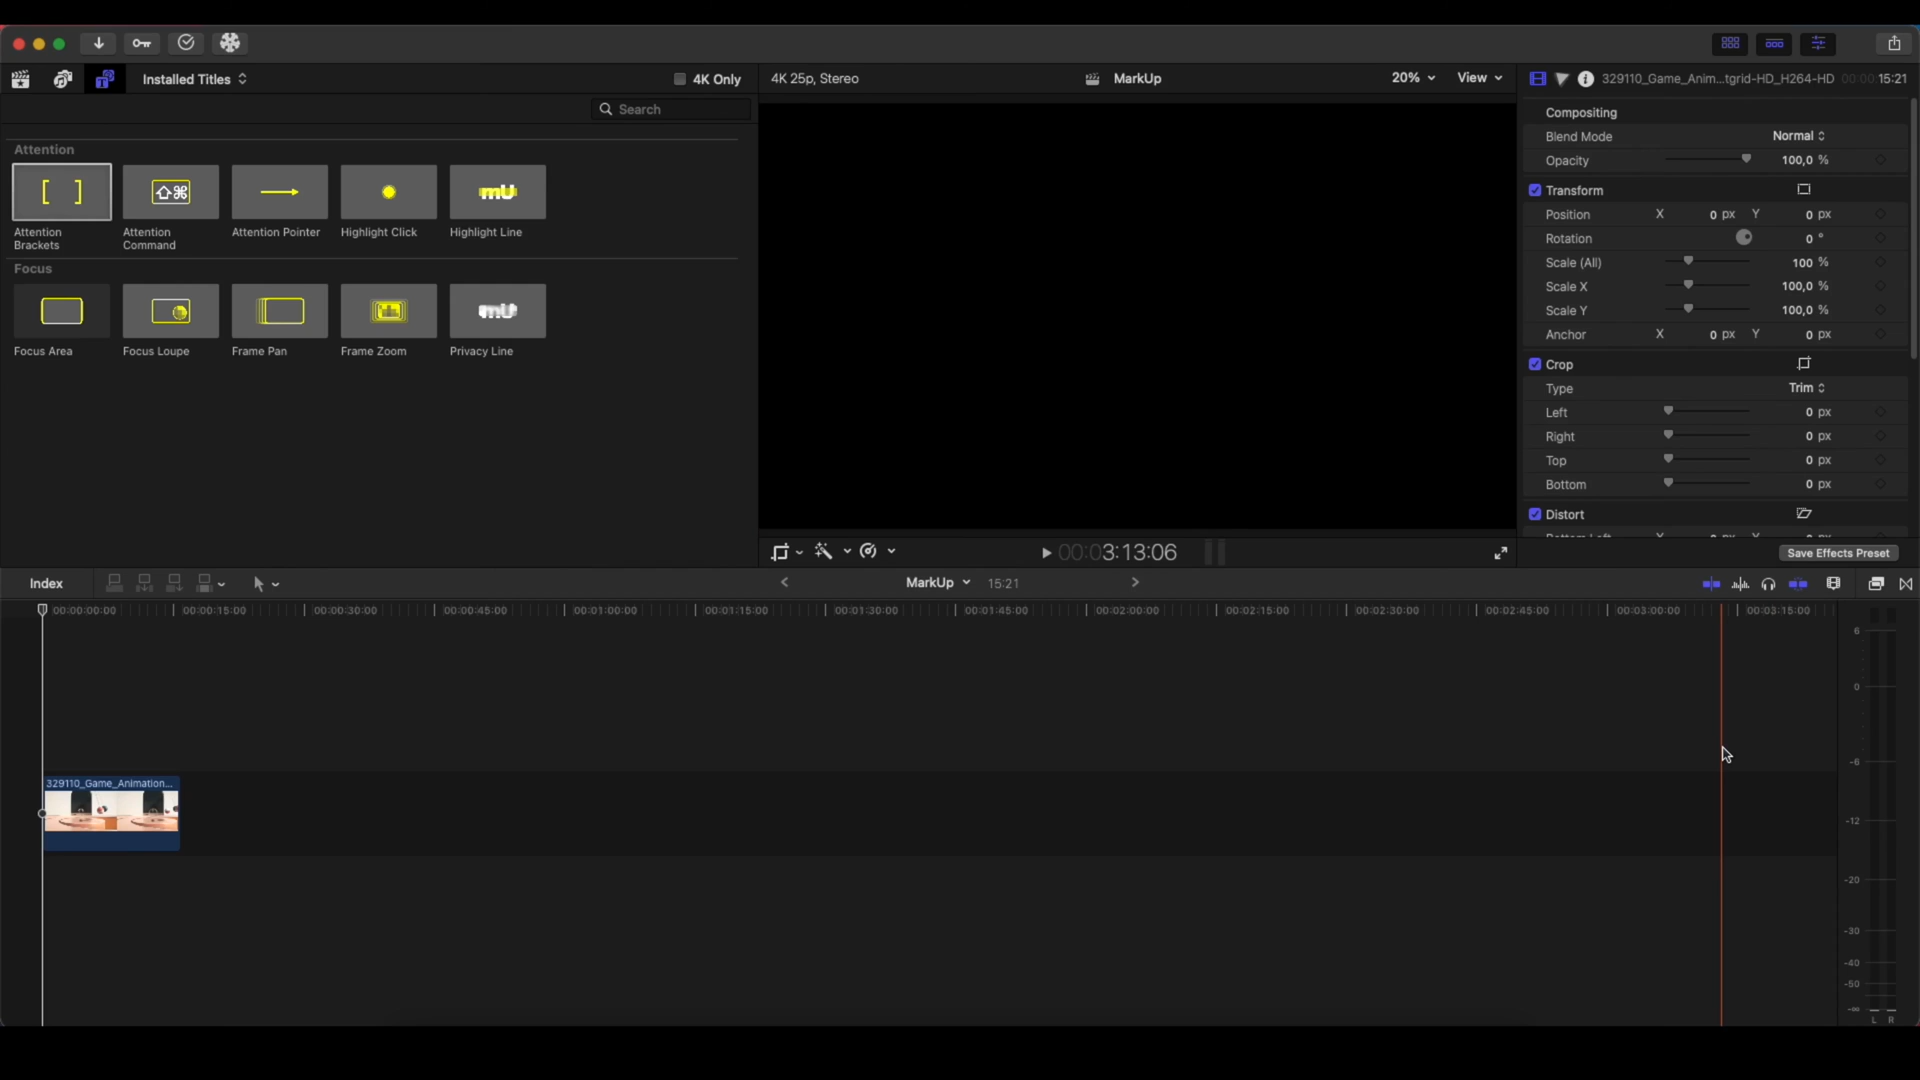 Installed Titles
4K Only
4K 25p, Stereo
MarkUp
20%
View
329110_Game_Anim...tgrid-HD_H264-HD
00:00:15:21
Search
Attention
[ ]
⇧⌘
mU
Attention Brackets
Attention Command
Attention Pointer
Highlight Click
Highlight Line
Focus
mU
Focus Area
Focus Loupe
Frame Pan
Frame Zoom
Privacy Line
Compositing
Blend Mode Normal
Opacity 100,0 %
Transform
Position X 0 px Y 0 px
Rotation 0 °
Scale (All) 100 %
Scale X 100,0 %
Scale Y 100,0 %
Anchor X 0 px Y 0 px
Crop
Type Trim
Left 0 px
Right 0 px
Top 0 px
Bottom 0 px
Distort
Save Effects Preset
00:03:13:06
Index
MarkUp
15:21
00:00:00:00 00:00:15:00 00:00:30:00 00:00:45:00 00:01:00:00 00:01:15:00 00:01:30:00 00:01:45:00 00:02:00:00 00:02:15:00 00:02:30:00 00:02:45:00 00:03:00:00 00:03:15:00
329110_Game_Animation...
6
0
-6
-12
-20
-30
-40
-50
-∞
L R